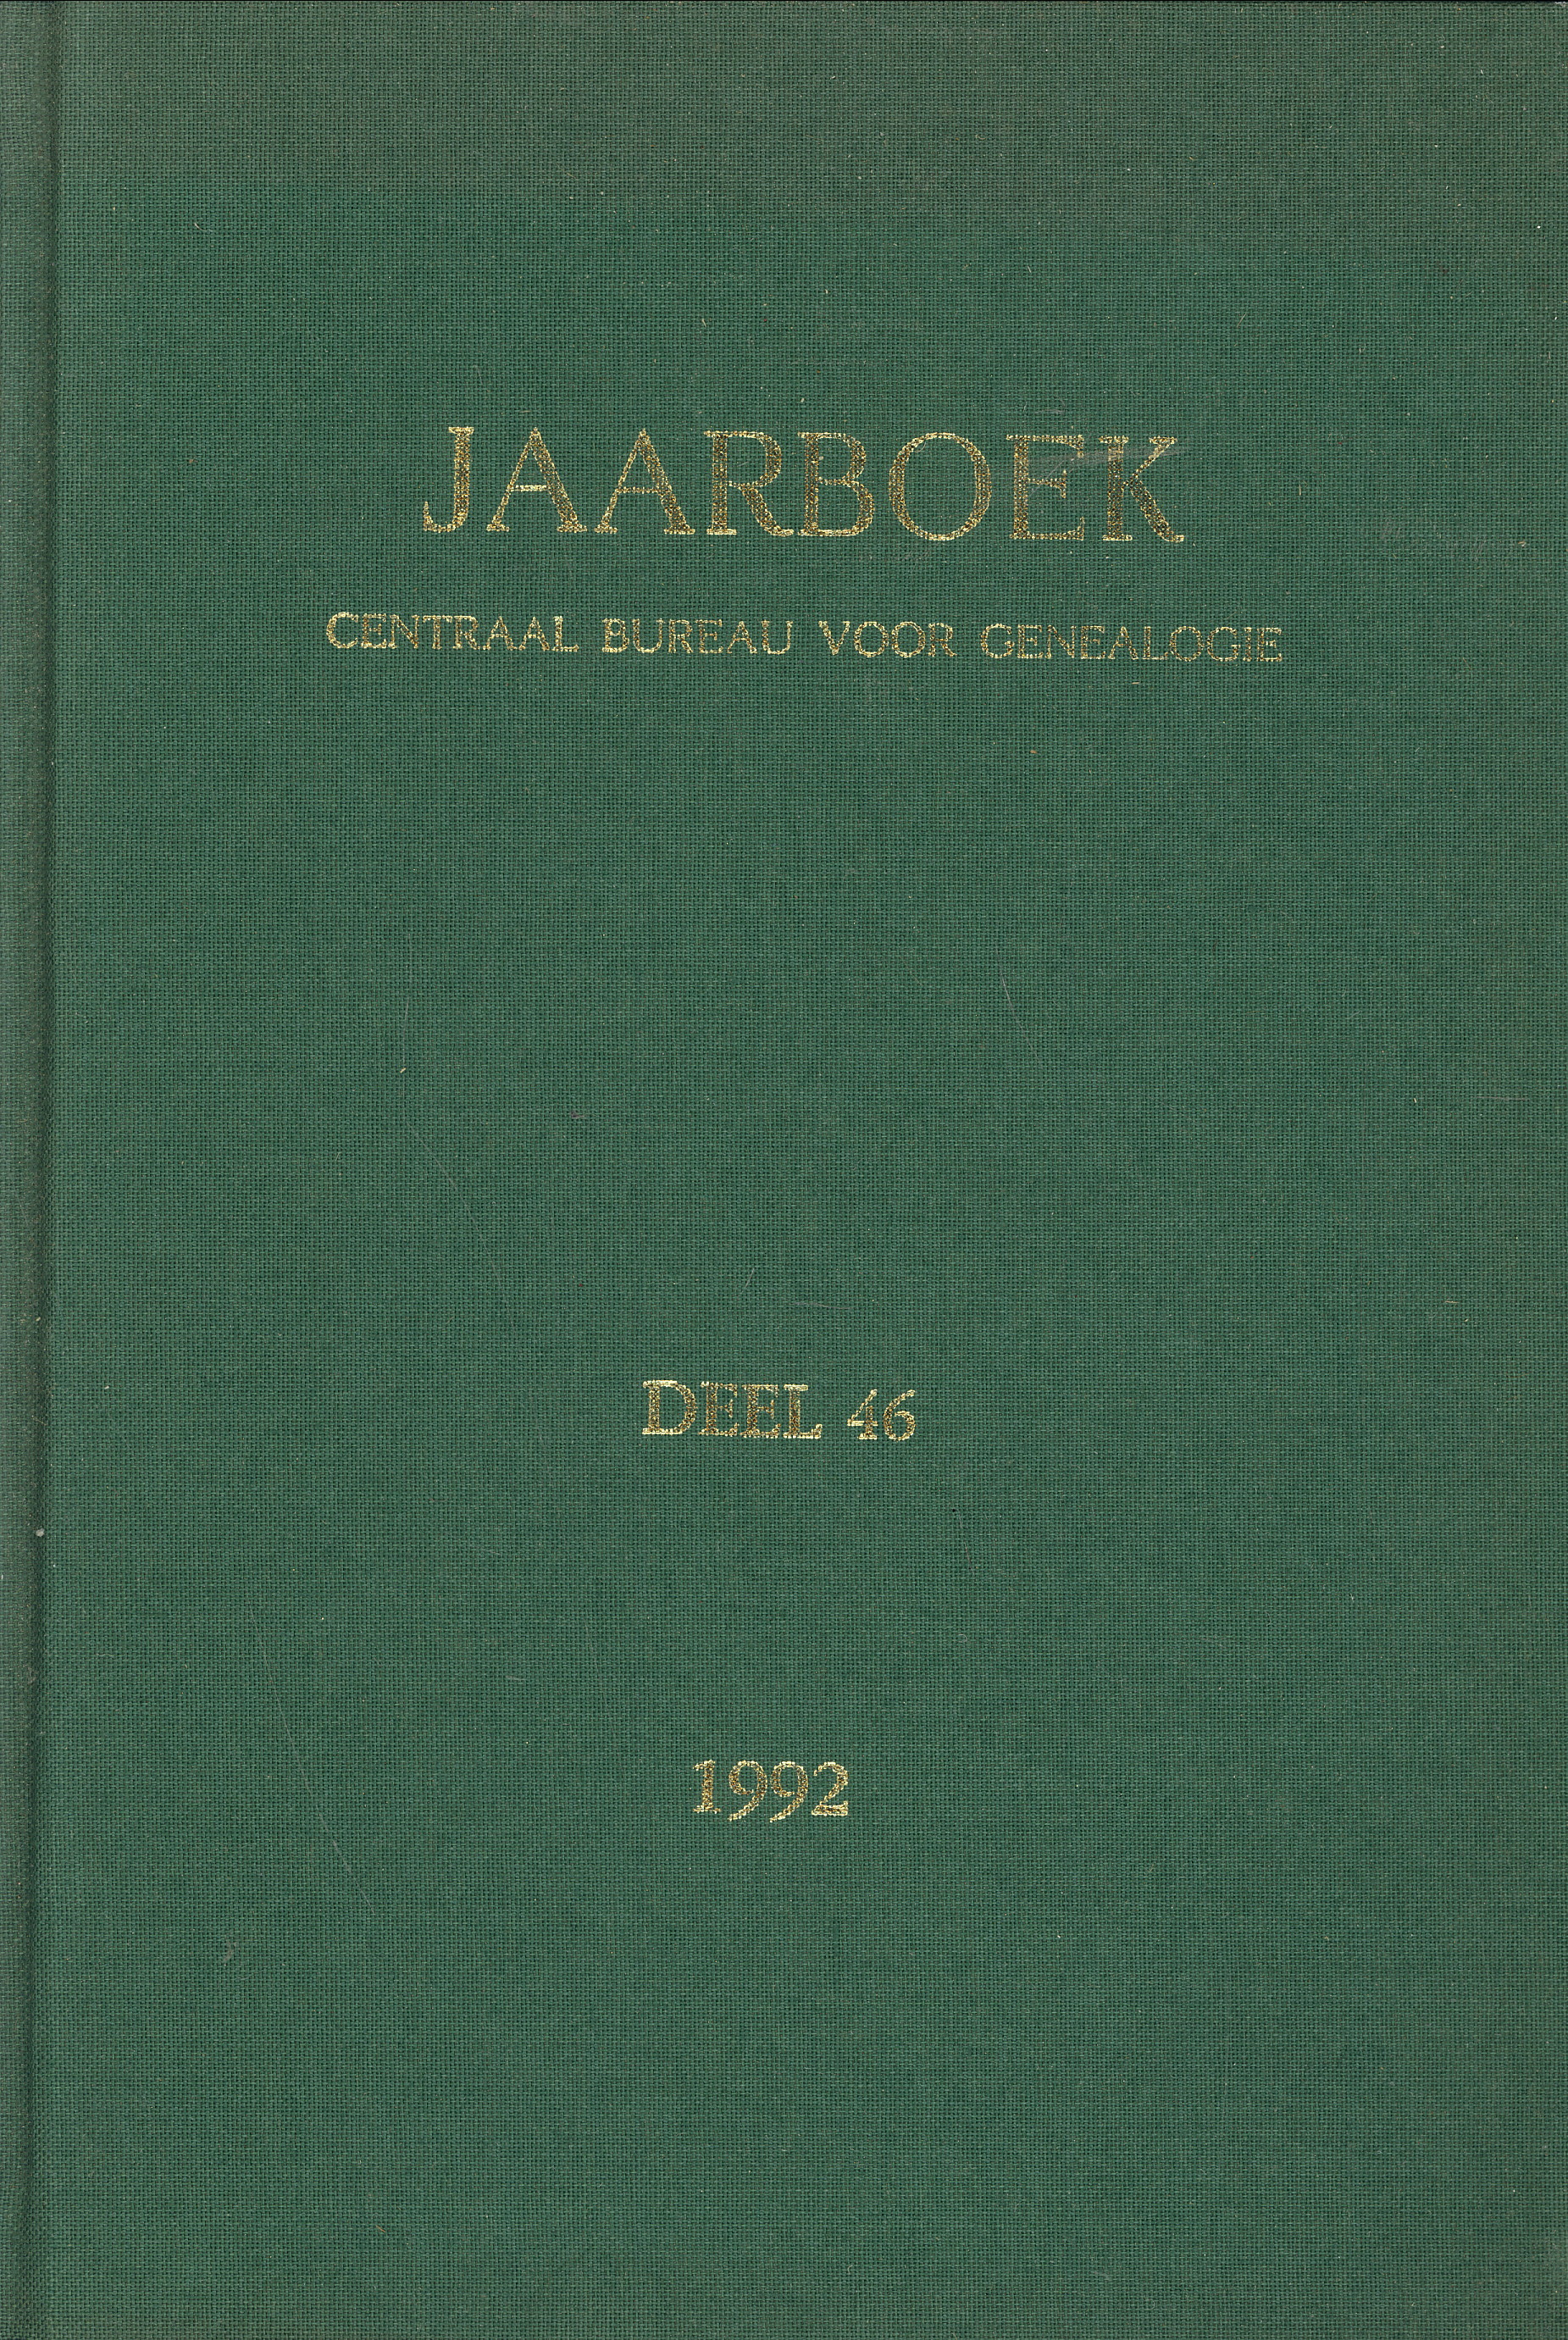 JAARBOEK
CENTRAAL BUREAU VOOR GENEALOGIE
DEEL 46
1992